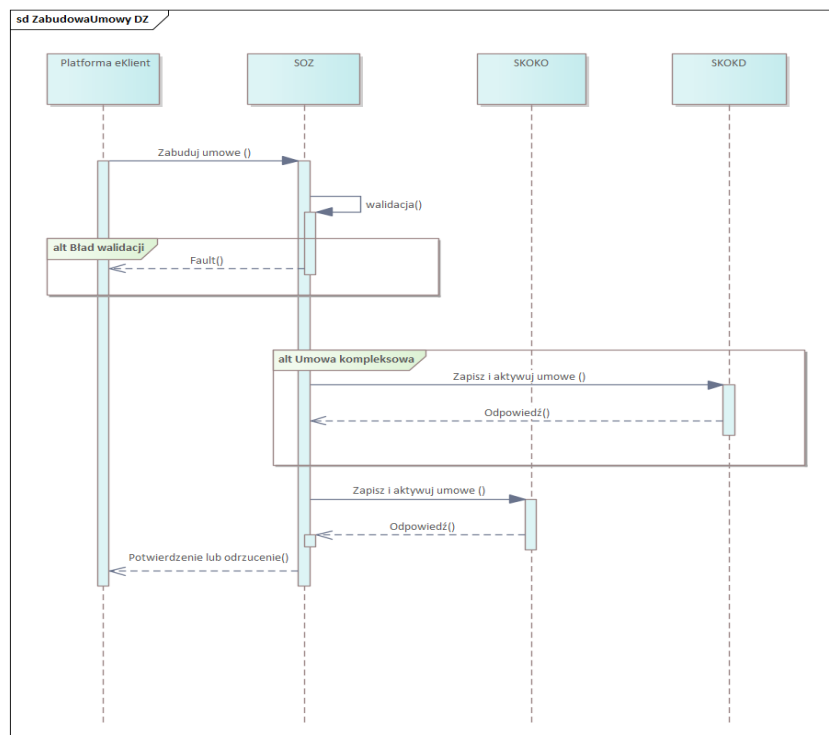 sd ZabudowaUmowy DZ
Platforma eKlient
SOZ
SKOKO
SKOKD
Zabuduj umowe ()
walidacja()
alt Bład walidacji
Fault()
alt Umowa kompleksowa
Zapisz i aktywuj umowe ()
Odpowiedź()
Zapisz i aktywuj umowe ()
Odpowiedź()
Potwierdzenie lub odrzucenie()